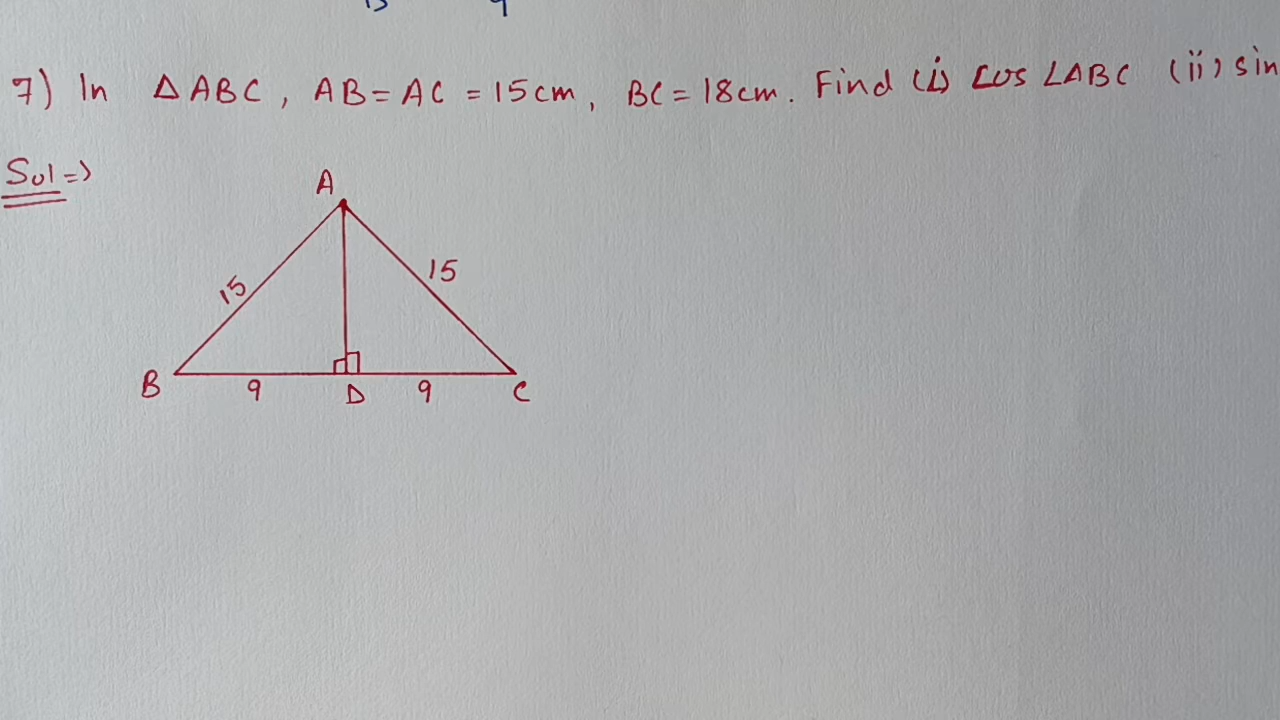 7) In △ABC, AB = AC = 15cm, BC = 18cm. Find (i) cos ∠ABC (ii) sin
Sol =>
A
15
15
B
9
D
9
C